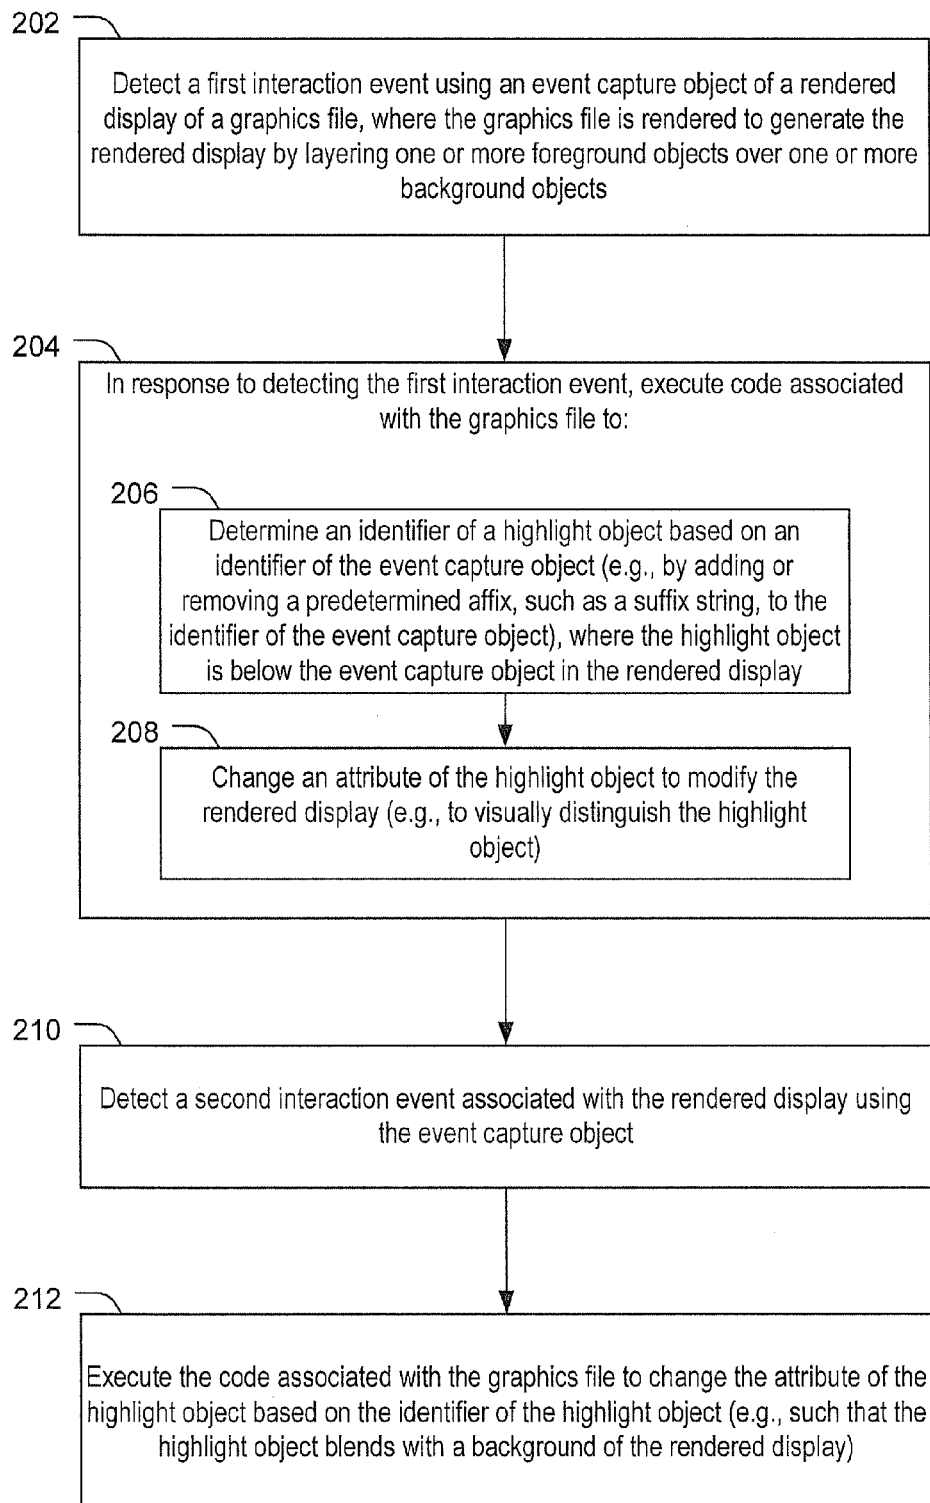 202
Detect a first interaction event using an event capture object of a rendered
display of a graphics file, where the graphics file is rendered to generate the
rendered display by layering one or more foreground objects over one or more
background objects
204
In response to detecting the first interaction event, execute code associated
with the graphics file to:
206
Determine an identifier of a highlight object based on an
identifier of the event capture object (e.g., by adding or
removing a predetermined affix, such as a suffix string, to the
identifier of the event capture object), where the highlight object
is below the event capture object in the rendered display
208
Change an attribute of the highlight object to modify the
rendered display (e.g., to visually distinguish the highlight
object)
210
Detect a second interaction event associated with the rendered display using
the event capture object
212
Execute the code associated with the graphics file to change the attribute of the
highlight object based on the identifier of the highlight object (e.g., such that the
highlight object blends with a background of the rendered display)